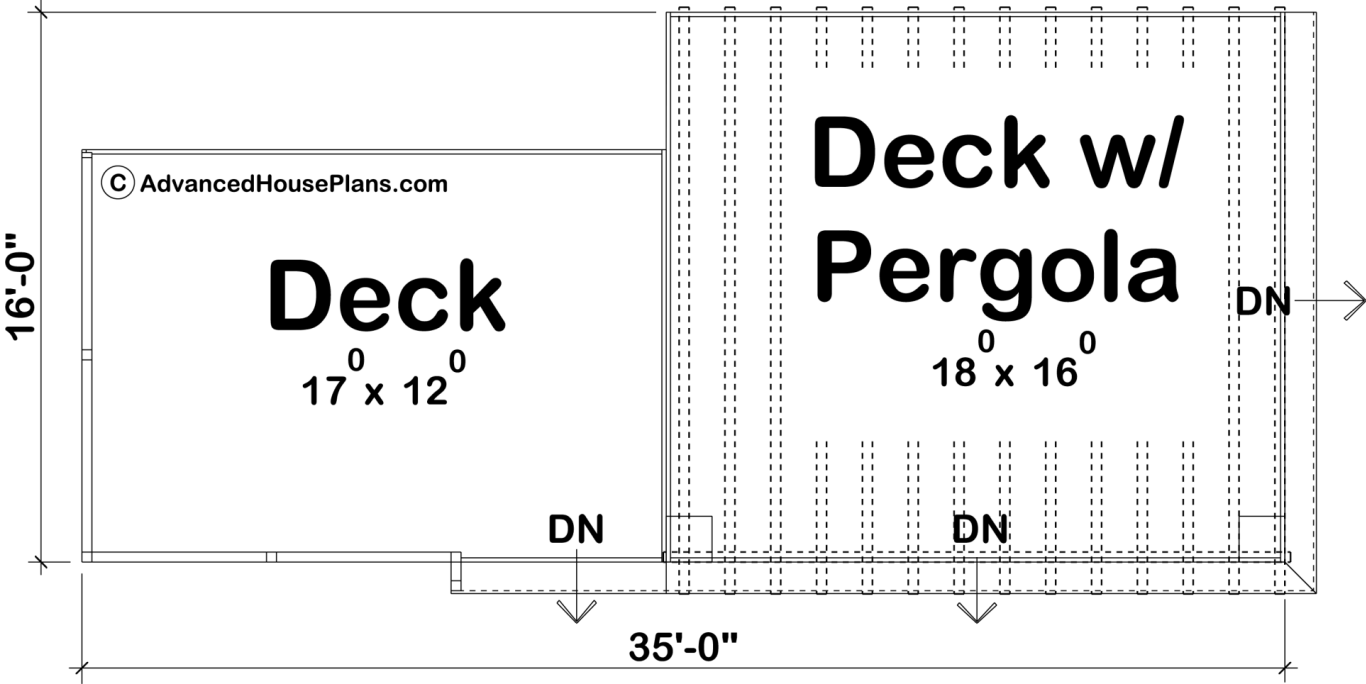 Deck w/
Pergola
18⁰ x 16⁰
DN
© AdvancedHousePlans.com
Deck
17⁰ x 12⁰
DN
DN
16'-0"
35'-0"